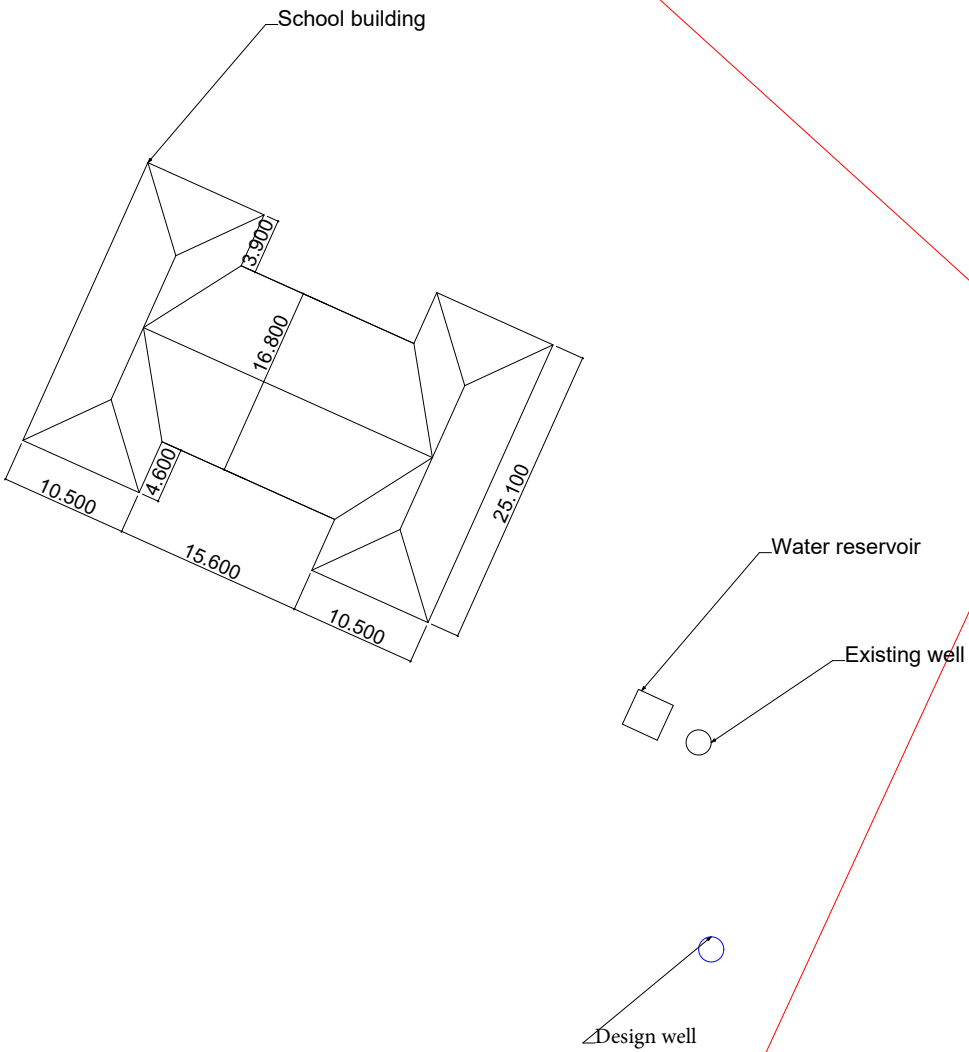 School building
3.900
16.800
4.600
10.500
15.600
10.500
25.100
Water reservoir
Existing well
Design well